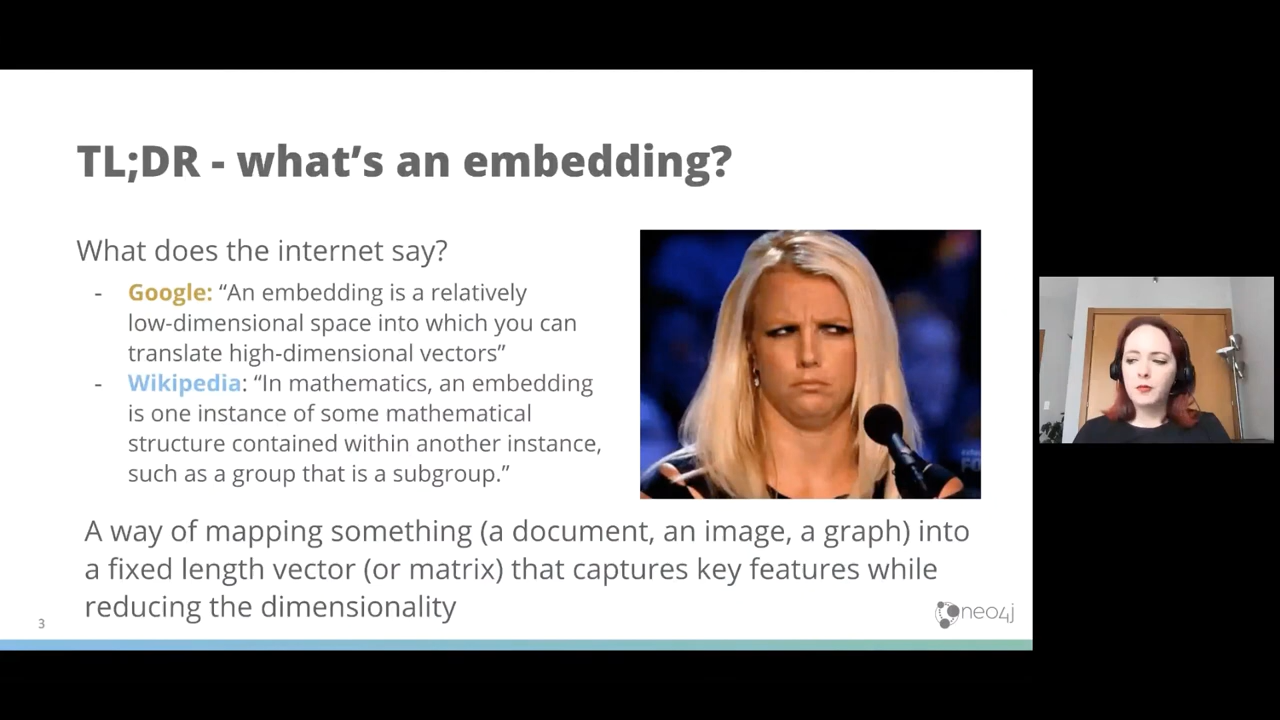 TL;DR - what's an embedding?
What does the internet say?
- Google: “An embedding is a relatively
low-dimensional space into which you can
translate high-dimensional vectors”
- Wikipedia: “In mathematics, an embedding
is one instance of some mathematical
structure contained within another instance,
such as a group that is a subgroup.”
A way of mapping something (a document, an image, a graph) into
a fixed length vector (or matrix) that captures key features while
reducing the dimensionality
3
neo4j